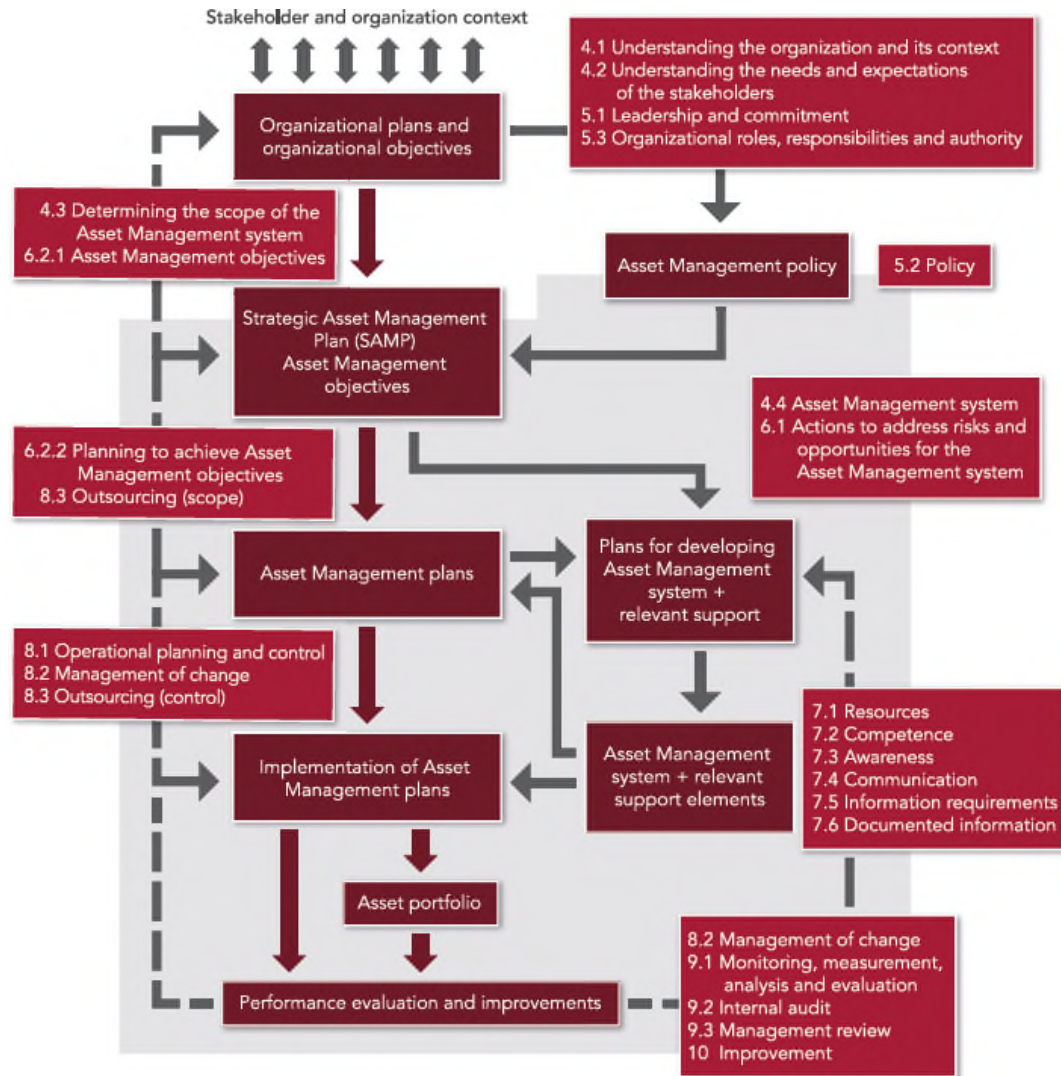 Stakeholder and organization context
4.1 Understanding the organization and its context
4.2 Understanding the needs and expectations
of the stakeholders
5.1 Leadership and commitment
5.3 Organizational roles, responsibilities and authority
Organizational plans and
organizational objectives
4.3 Determining the scope of the
Asset Management system
6.2.1 Asset Management objectives
Asset Management policy
5.2 Policy
Strategic Asset Management
Plan (SAMP)
Asset Management
objectives
4.4 Asset Management system
6.1 Actions to address risks and
opportunities for the
Asset Management system
6.2.2 Planning to achieve Asset
Management objectives
8.3 Outsourcing (scope)
Asset Management plans
Plans for developing
Asset Management
system +
relevant support
8.1 Operational planning and control
8.2 Management of change
8.3 Outsourcing (control)
7.1 Resources
7.2 Competence
7.3 Awareness
7.4 Communication
7.5 Information requirements
7.6 Documented information
Implementation of Asset
Management plans
Asset Management
system + relevant
support elements
Asset portfolio
Performance evaluation and improvements
8.2 Management of change
9.1 Monitoring, measurement,
analysis and evaluation
9.2 Internal audit
9.3 Management review
10 Improvement